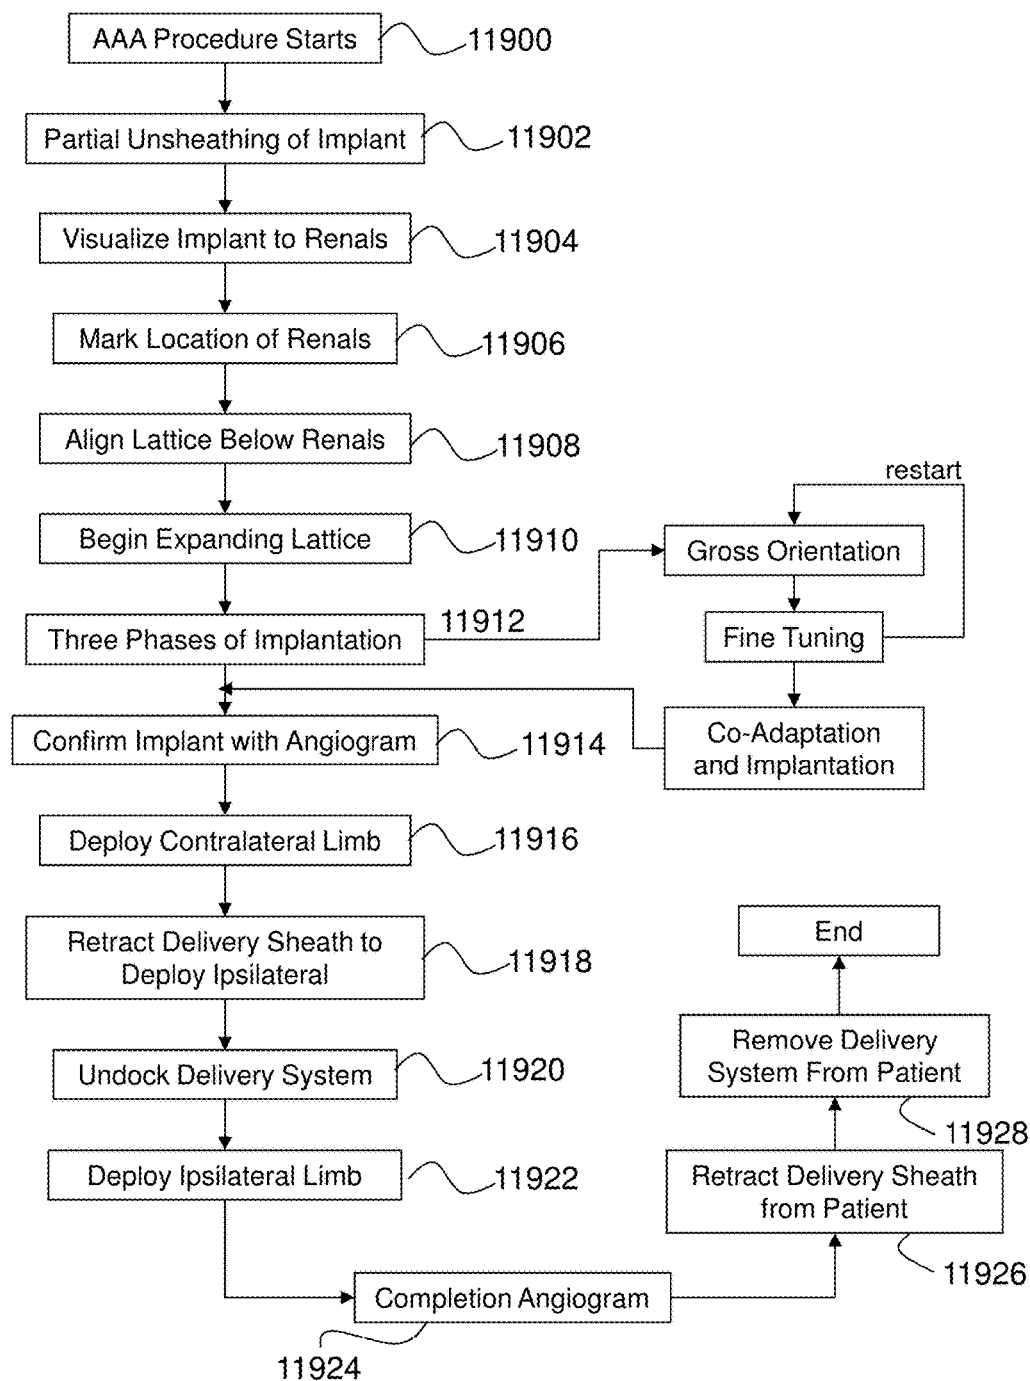 AAA Procedure Starts
11900
Partial Unsheathing of Implant
11902
Visualize Implant to Renals
11904
Mark Location of Renals
11906
Align Lattice Below Renals
11908
Begin Expanding Lattice
11910
Three Phases of Implantation
11912
restart
Gross Orientation
Fine Tuning
Co-Adaptation
and Implantation
Confirm Implant with Angiogram
11914
Deploy Contralateral Limb
11916
Retract Delivery Sheath to
Deploy Ipsilateral
11918
Undock Delivery System
11920
Deploy Ipsilateral Limb
11922
Completion Angiogram
11924
Retract Delivery Sheath
from Patient
11926
Remove Delivery
System From Patient
11928
End